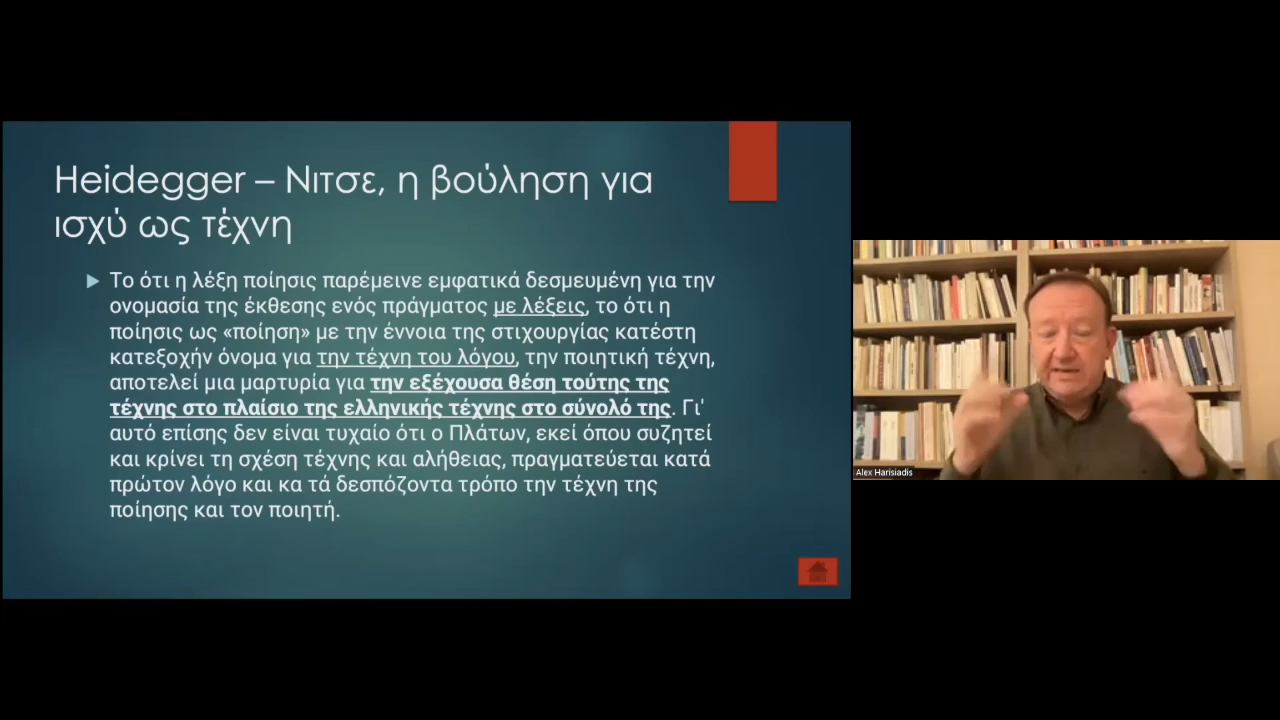 Heidegger – Νιτσε, η βούληση για
ισχύ ως τέχνη
Το ότι η λέξη ποίησις παρέμεινε εμφατικά δεσμευμένη για την
ονομασία της έκθεσης ενός πράγματος με λέξεις, το ότι η
ποίησις ως «ποίηση» με την έννοια της στιχουργίας κατέστη
κατεξοχήν όνομα για την τέχνη του λόγου, την ποιητική τέχνη,
αποτελεί μια μαρτυρία για την εξέχουσα θέση τούτης της
τέχνης στο πλαίσιο της ελληνικής τέχνης στο σύνολό της. Γι'
αυτό επίσης δεν είναι τυχαίο ότι ο Πλάτων, εκεί όπου συζητεί
και κρίνει τη σχέση τέχνης και αλήθειας, πραγματεύεται κατά
πρώτον λόγο και κα τά δεσπόζοντα τρόπο την τέχνη της
ποίησης και τον ποιητή.
Alex Harisiadis